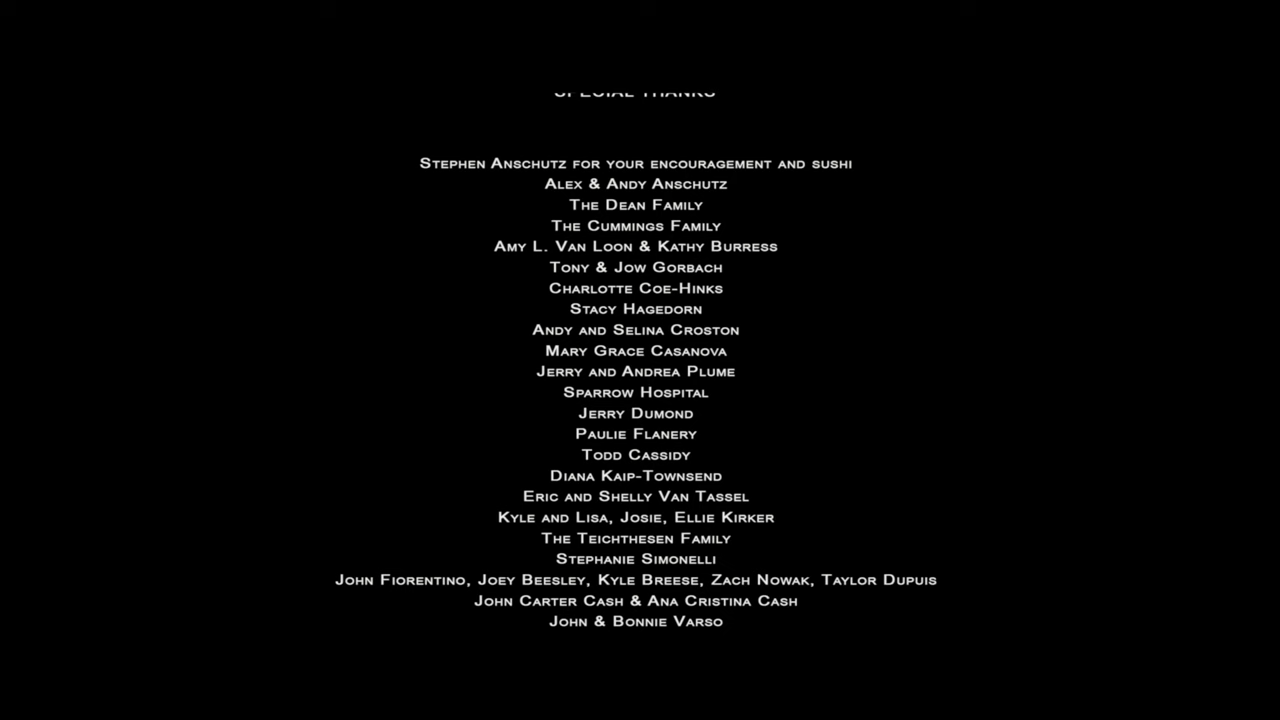 SPECIAL THANKS
STEPHEN ANSCHUTZ FOR YOUR ENCOURAGEMENT AND SUSHI
ALEX & ANDY ANSCHUTZ
THE DEAN FAMILY
THE CUMMINGS FAMILY
AMY L. VAN LOON & KATHY BURRESS
TONY & JOW GORBACH
CHARLOTTE COE-HINKS
STACY HAGEDORN
ANDY AND SELINA CROSTON
MARY GRACE CASANOVA
JERRY AND ANDREA PLUME
SPARROW HOSPITAL
JERRY DUMOND
PAULIE FLANERY
TODD CASSIDY
DIANA KAIP-TOWNSEND
ERIC AND SHELLY VAN TASSEL
KYLE AND LISA, JOSIE, ELLIE KIRKER
THE TEICHTHESEN FAMILY
STEPHANIE SIMONELLI
JOHN FIORENTINO, JOEY BEESLEY, KYLE BREESE, ZACH NOWAK, TAYLOR DUPUIS
JOHN CARTER CASH & ANA CRISTINA CASH
JOHN & BONNIE VARSO